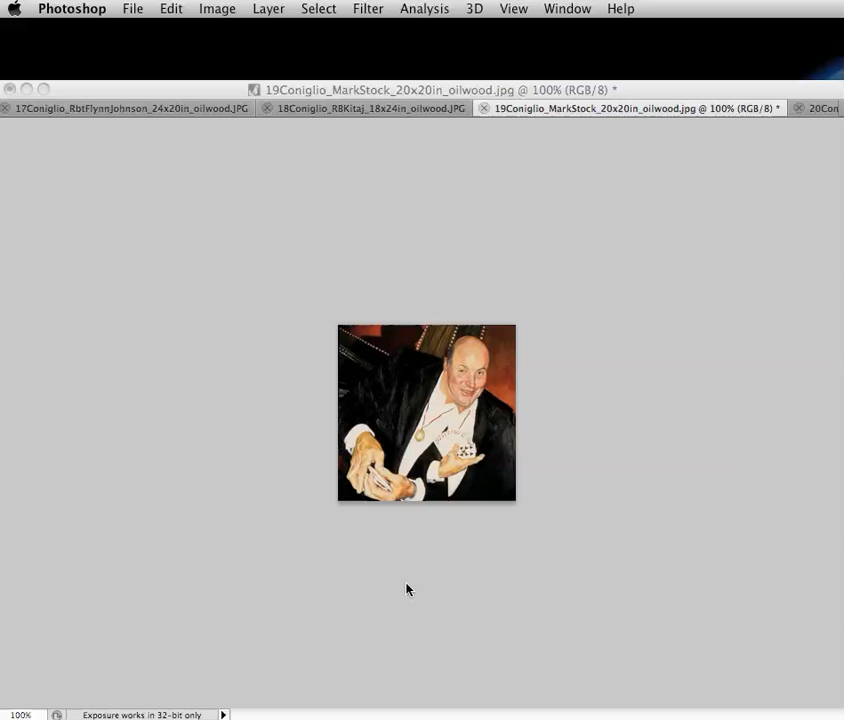 Photoshop File Edit Image Layer Select Filter Analysis 3D View Window Help
19Coniglio_MarkStock_20x20in_oilwood.jpg @ 100% (RGB/8) *
17Coniglio_RbtFlynnJohnson_24x20in_oilwood.JPG 18Coniglio_RBKitaj_18x24in_oilwood.JPG 19Coniglio_MarkStock_20x20in_oilwood.jpg @ 100% (RGB/8) * 20Con
100% Exposure works in 32-bit only